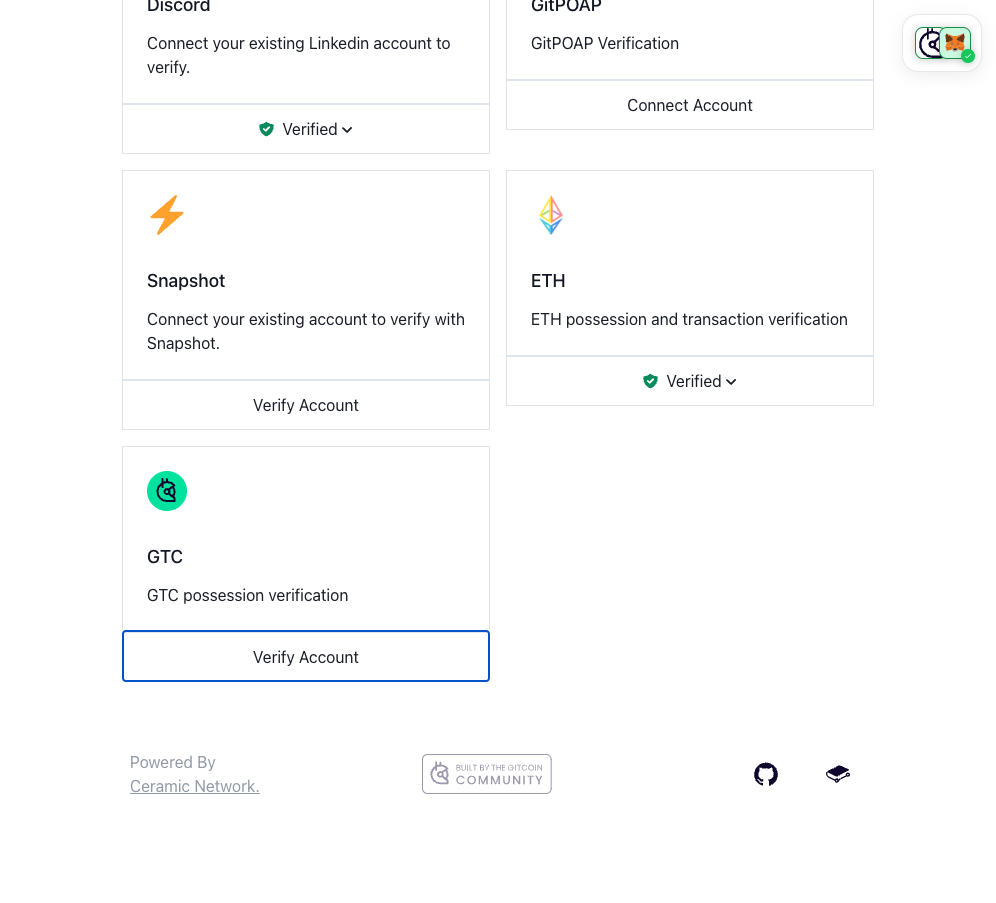 Discord
Connect your existing Linkedin account to
verify.
Verified
GitPOAP
GitPOAP Verification
Connect Account
Snapshot
Connect your existing account to verify with
Snapshot.
Verify Account
ETH
ETH possession and transaction verification
Verified
GTC
GTC possession verification
Verify Account
Powered By
Ceramic Network.
BUILT BY THE GITCOIN
COMMUNITY